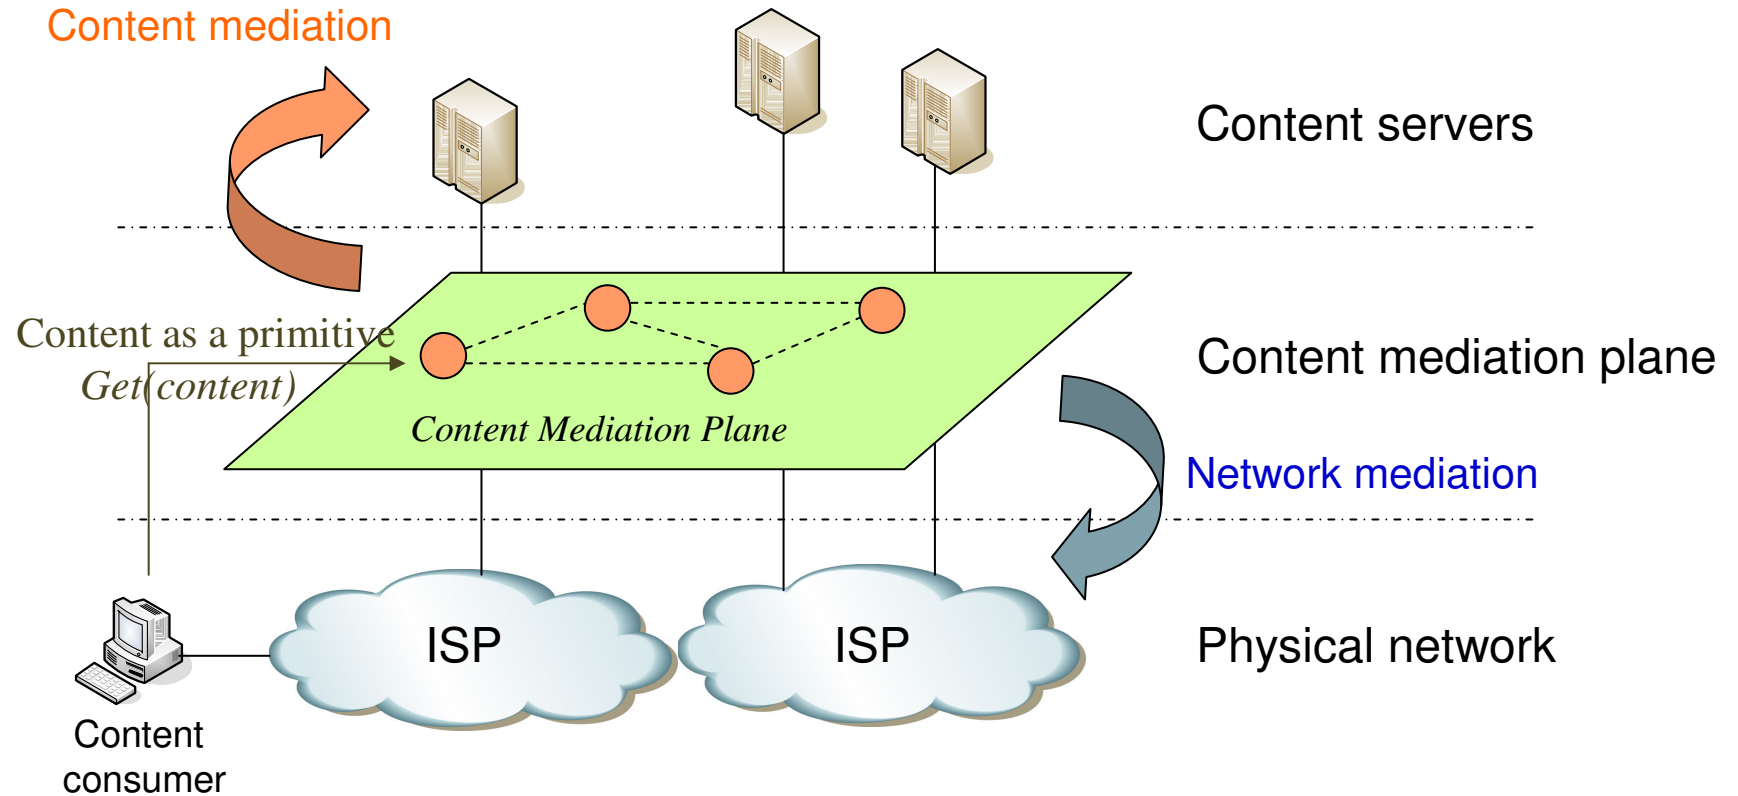 Content mediation
Content servers
Content as a primitive
Get(content)
Content mediation plane
Content Mediation Plane
Network mediation
ISP
ISP
Physical network
Content
consumer